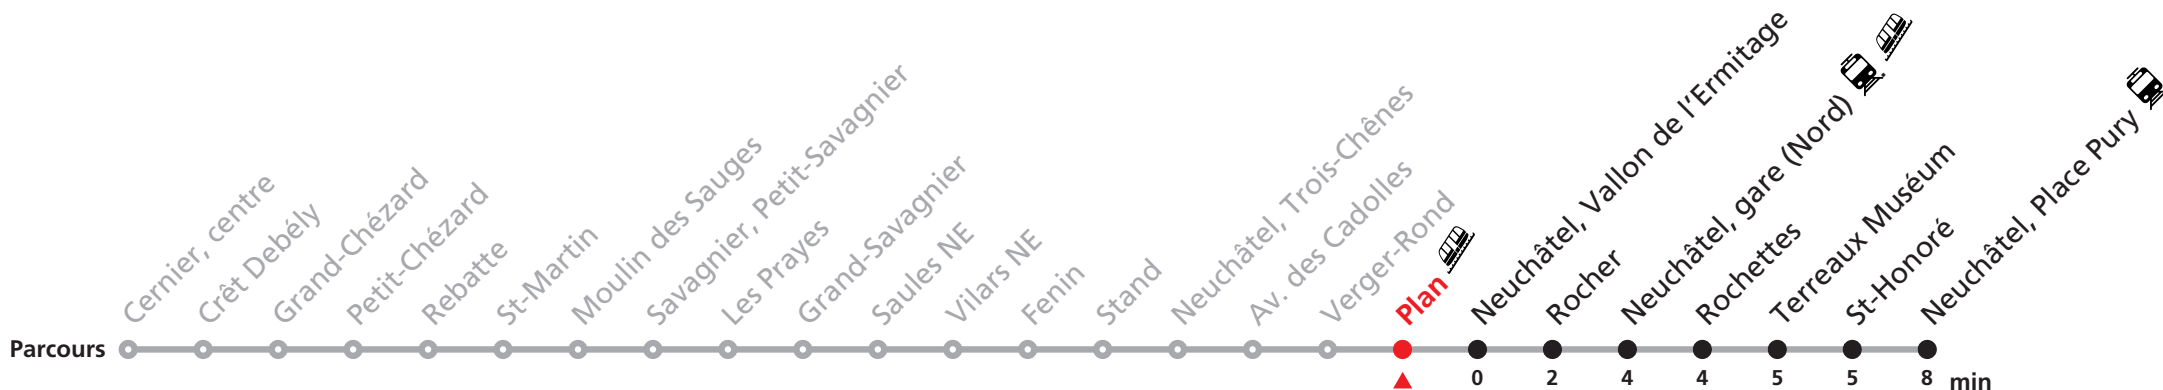 Cernier, centre
Crêt Debély
Grand-Chézard
Petit-Chézard
Rebatte
St-Martin
Moulin des Sauges
Savagnier, Petit-Savagnier
Les Prayes
Grand-Savagnier
Saules NE
Vilars NE
Fenin
Stand
Neuchâtel, Trois-Chênes
Av. des Cadolles
Verger-Rond
Plan
Neuchâtel, Vallon de l'Ermitage
Rocher
Neuchâtel, gare (Nord)
Rochettes
Terreaux Muséum
St-Honoré
Neuchâtel, Place Pury
Parcours
0 2 4 4 5 5 8 min